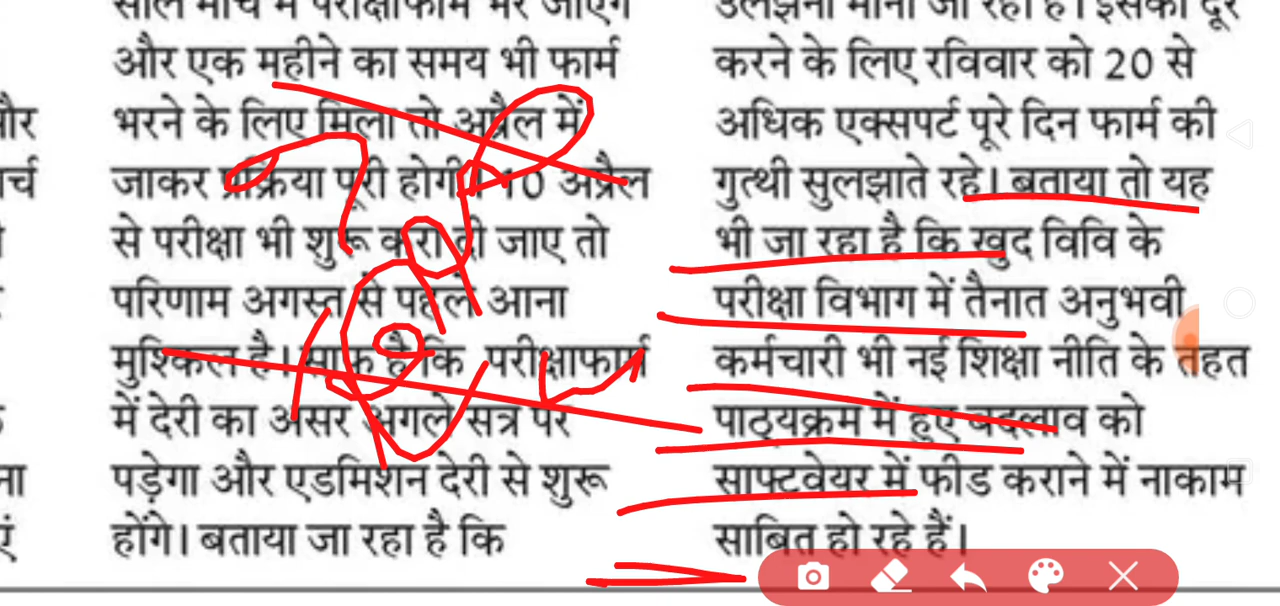 और एक महीने का समय भी फार्म
भरने के लिए मिला तो अप्रैल में
जाकर प्रक्रिया पूरी होगी। 10 अप्रैल
से परीक्षा भी शुरू करा दी जाए तो
परिणाम अगस्त से पहले आना
मुश्किल है। साफ है कि परीक्षाफार्म
में देरी का असर अगले सत्र पर
पड़ेगा और एडमिशन देरी से शुरू
होंगे। बताया जा रहा है कि
करने के लिए रविवार को 20 से
अधिक एक्सपर्ट पूरे दिन फार्म की
गुत्थी सुलझाते रहे। बताया तो यह
भी जा रहा है कि खुद विवि के
परीक्षा विभाग में तैनात अनुभवी
कर्मचारी भी नई शिक्षा नीति के तहत
पाठ्यक्रम में हुए बदलाव को
साफ्टवेयर में फीड कराने में नाकाम
साबित हो रहे हैं।